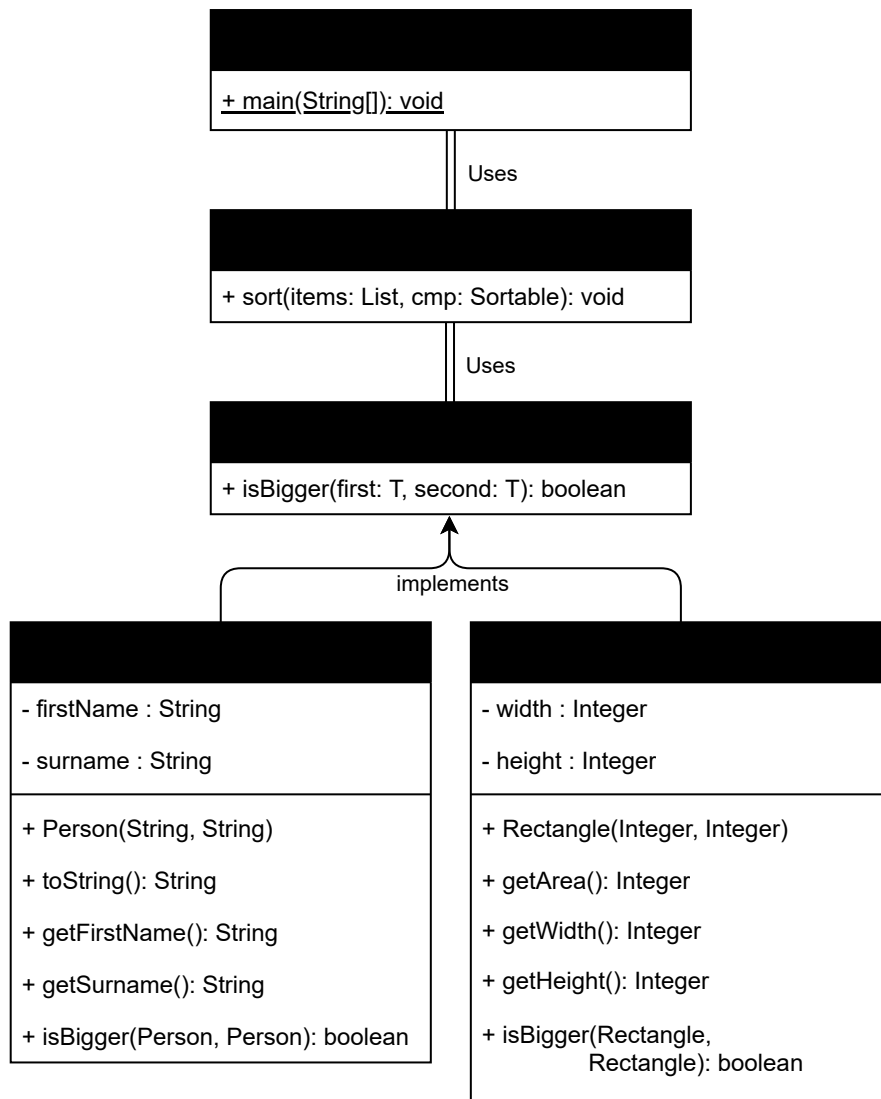 + main(String[]): void
Uses
+ sort(items: List, cmp: Sortable): void
Uses
+ isBigger(first: T, second: T): boolean
implements
- firstName : String
- surname : String
+ Person(String, String)
+ toString(): String
+ getFirstName(): String
+ getSurname(): String
+ isBigger(Person, Person): boolean
- width : Integer
- height : Integer
+ Rectangle(Integer, Integer)
+ getArea(): Integer
+ getWidth(): Integer
+ getHeight(): Integer
+ isBigger(Rectangle,
Rectangle): boolean